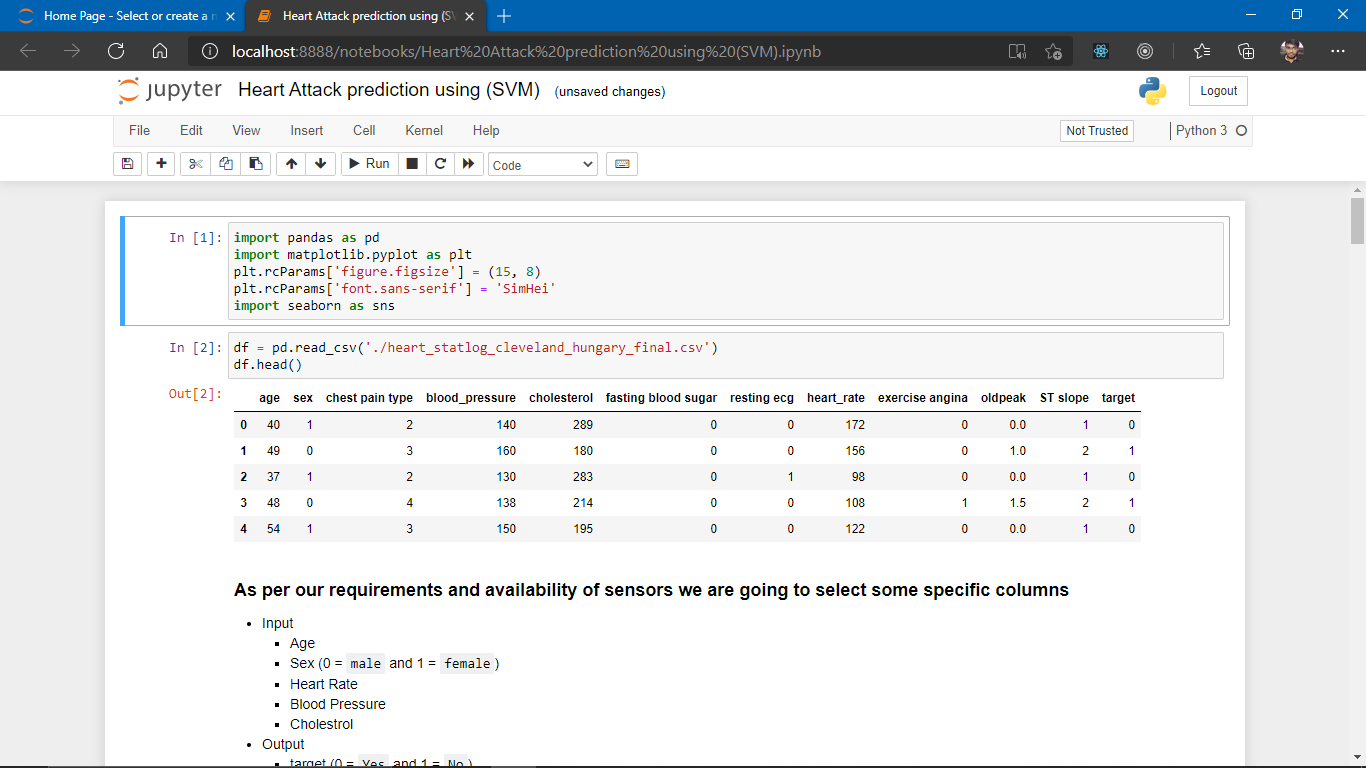 Home Page - Select or create a n
Heart Attack prediction using (SV
localhost:8888/notebooks/Heart%20Attack%20prediction%20using%20(SVM).ipynb
jupyter Heart Attack prediction using (SVM) (unsaved changes)
Logout
File Edit View Insert Cell Kernel Help Not Trusted Python 3
Run Code
In [1]: import pandas as pd
import matplotlib.pyplot as plt
plt.rcParams['figure.figsize'] = (15, 8)
plt.rcParams['font.sans-serif'] = 'SimHei'
import seaborn as sns
In [2]: df = pd.read_csv('./heart_statlog_cleveland_hungary_final.csv')
df.head()
Out[2]:
age sex chest pain type blood_pressure cholesterol fasting blood sugar resting ecg heart_rate exercise angina oldpeak ST slope target
0 40 1 2 140 289 0 0 172 0 0.0 1 0
1 49 0 3 160 180 0 0 156 0 1.0 2 1
2 37 1 2 130 283 0 1 98 0 0.0 1 0
3 48 0 4 138 214 0 0 108 1 1.5 2 1
4 54 1 3 150 195 0 0 122 0 0.0 1 0
As per our requirements and availability of sensors we are going to select some specific columns
• Input
▪ Age
▪ Sex (0 = male and 1 = female )
▪ Heart Rate
▪ Blood Pressure
▪ Cholestrol
• Output
▪ target (0 = Yes and 1 = No )